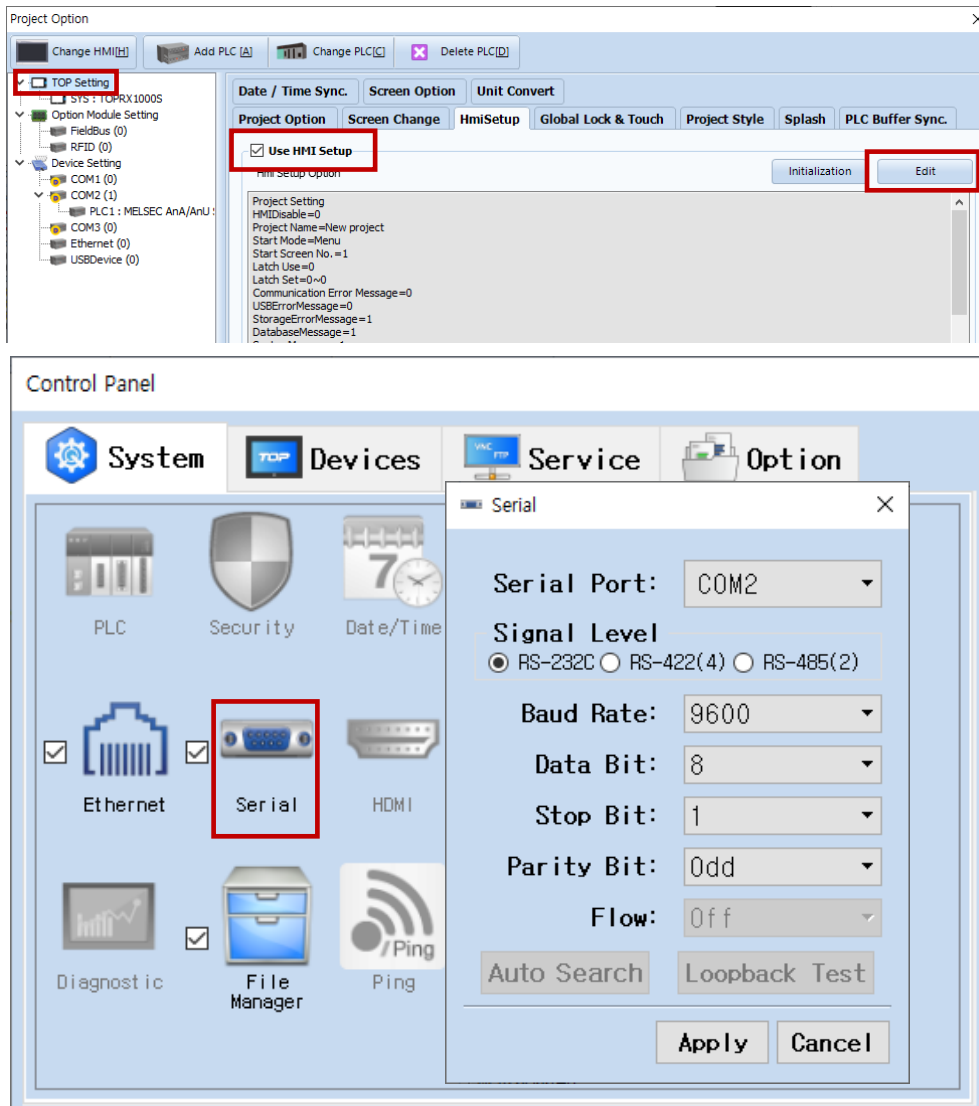 Project Option
Change HMI[H]
Add PLC [A]
Change PLC[C]
Delete PLC[D]
TOP Setting
SYS : TOPRX1000S
Option Module Setting
FieldBus (0)
RFID (0)
Device Setting
COM1 (0)
COM2 (1)
PLC1 : MELSEC AnA/AnU
COM3 (0)
Ethernet (0)
USBDevice (0)
Date / Time Sync.
Screen Option
Unit Convert
Project Option
Screen Change
HmiSetup
Global Lock & Touch
Project Style
Splash
PLC Buffer Sync.
Use HMI Setup
Hmi Setup Option
Initialization
Edit
Project Setting
HMIDisable=0
Project Name=New project
Start Mode=Menu
Start Screen No.=1
Latch Use=0
Latch Set=0~0
Communication Error Message=0
USBErrorMessage=0
StorageErrorMessage=1
DatabaseMessage=1
Control Panel
System
TOP
Devices
VNC
FTP
Service
Option
PLC
Security
7
Date/Time
Ethernet
Serial
HDMI
Diagnostic
File
Manager
/Ping
Ping
Serial
Serial Port:
COM2
Signal Level
RS-232C
RS-422(4)
RS-485(2)
Baud Rate:
9600
Data Bit:
8
Stop Bit:
1
Parity Bit:
Odd
Flow:
Off
Auto Search
Loopback Test
Apply
Cancel